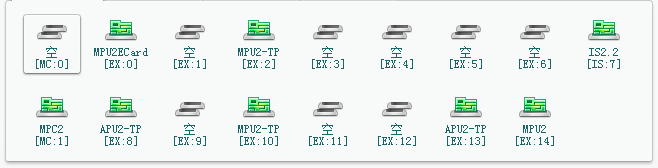 空 MPU2ECard 空 MPU2-TP 空 空 空 空 IS2.2
[MC:0] [EX:0] [EX:1] [EX:2] [EX:3] [EX:4] [EX:5] [EX:6] [IS:7]
MPC2 APU2-TP 空 MPU2-TP 空 空 APU2-TP MPU2
[MC:1] [EX:8] [EX:9] [EX:10] [EX:11] [EX:12] [EX:13] [EX:14]